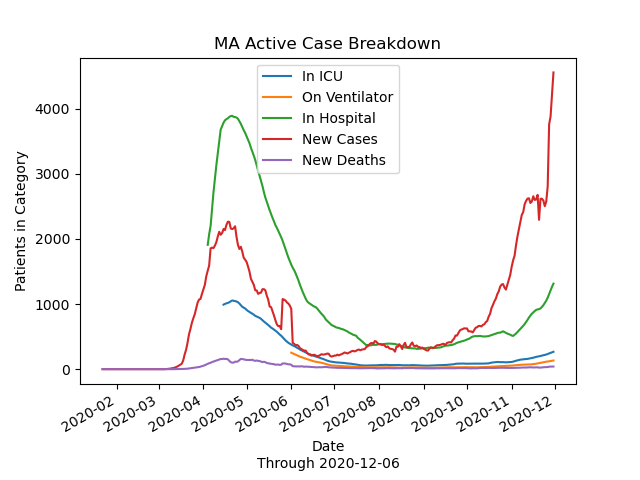 MA Active Case Breakdown
In ICU
On Ventilator
In Hospital
New Cases
New Deaths
Patients in Category
4000
3000
2000
1000
0
2020-02
2020-03
2020-04
2020-05
2020-06
2020-07
2020-08
2020-09
2020-10
2020-11
2020-12
Date
Through 2020-12-06